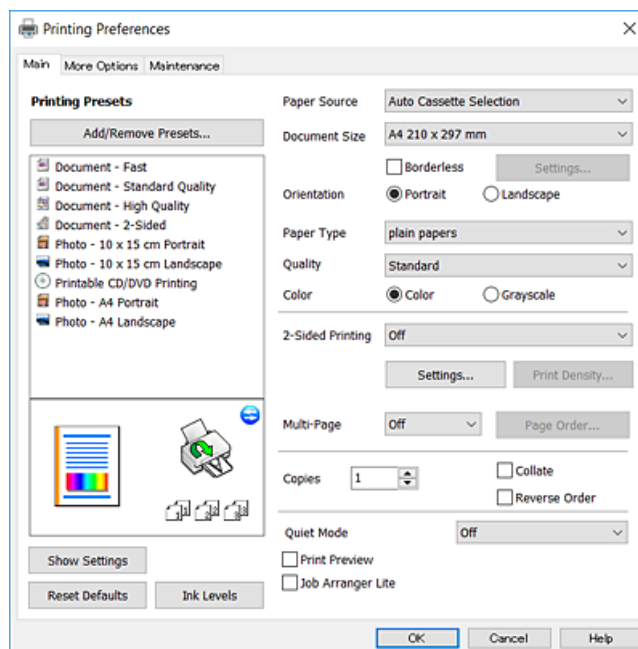 Printing Preferences
Main More Options Maintenance
Printing Presets
Add/Remove Presets...
Document - Fast
Document - Standard Quality
Document - High Quality
Document - 2-Sided
Photo - 10 x 15 cm Portrait
Photo - 10 x 15 cm Landscape
Printable CD/DVD Printing
Photo - A4 Portrait
Photo - A4 Landscape
Show Settings
Reset Defaults Ink Levels
Paper Source Auto Cassette Selection
Document Size A4 210 x 297 mm
Borderless Settings...
Orientation Portrait Landscape
Paper Type plain papers
Quality Standard
Color Color Grayscale
2-Sided Printing Off
Settings... Print Density...
Multi-Page Off Page Order...
Copies 1 Collate
Reverse Order
Quiet Mode Off
Print Preview
Job Arranger Lite
OK Cancel Help